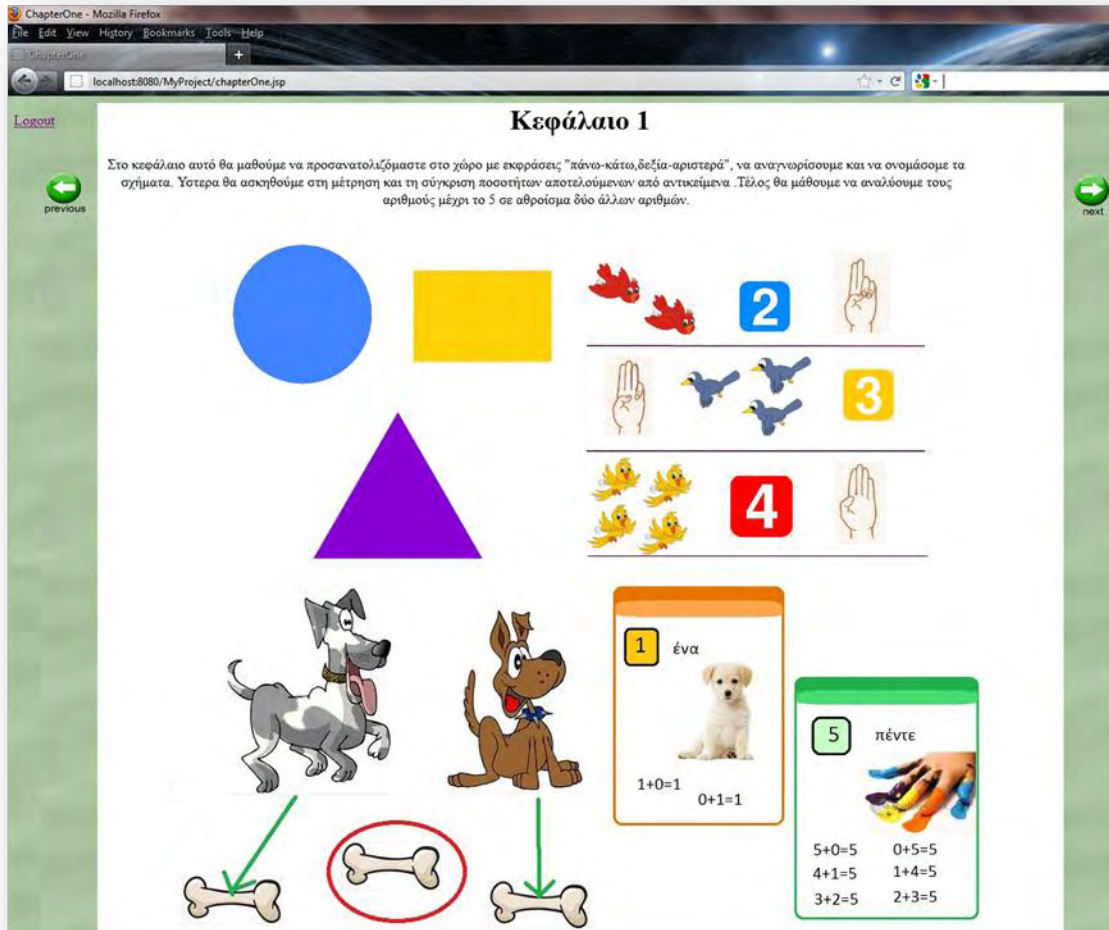 ChapterOne - Mozilla Firefox
File Edit View History Bookmarks Tools Help
ChapterOne
localhost:8080/MyProject/chapterOne.jsp
Logout
previous
next
Κεφάλαιο 1
Στο κεφάλαιο αυτό θα μαθούμε να προσανατολιζόμαστε στο χώρο με εκφράσεις "πάνω-κάτω,δεξία-αριστερά", να αναγνωρίσουμε και να ονομάσομε τα
σχήματα. Υστερα θα ασκηθούμε στη μέτρηση και τη σύγκριση ποσοτήτων αποτελούμενων από αντικείμενα .Τέλος θα μάθουμε να αναλύουμε τους
αριθμούς μέχρι το 5 σε αθροίσμα δύο άλλων αριθμών.
2
3
4
1 ένα
1+0=1
0+1=1
5 πέντε
5+0=5 0+5=5
4+1=5 1+4=5
3+2=5 2+3=5